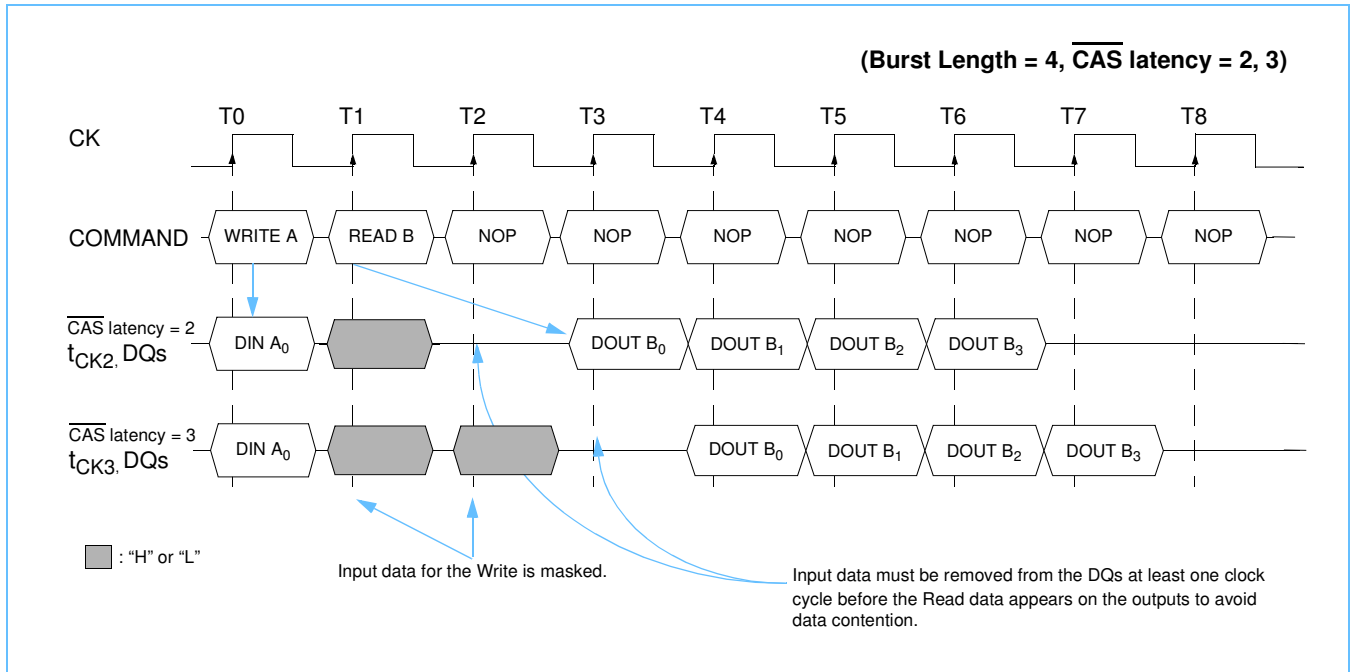 (Burst Length = 4, CAS latency = 2, 3)
T0 T1 T2 T3 T4 T5 T6 T7 T8
CK
COMMAND WRITE A READ B NOP NOP NOP NOP NOP NOP NOP
CAS latency = 2
tCK2, DQs DIN A0 DOUT B0 DOUT B1 DOUT B2 DOUT B3
CAS latency = 3
tCK3, DQs DIN A0 DOUT B0 DOUT B1 DOUT B2 DOUT B3
: “H” or “L”
Input data for the Write is masked.
Input data must be removed from the DQs at least one clock
cycle before the Read data appears on the outputs to avoid
data contention.